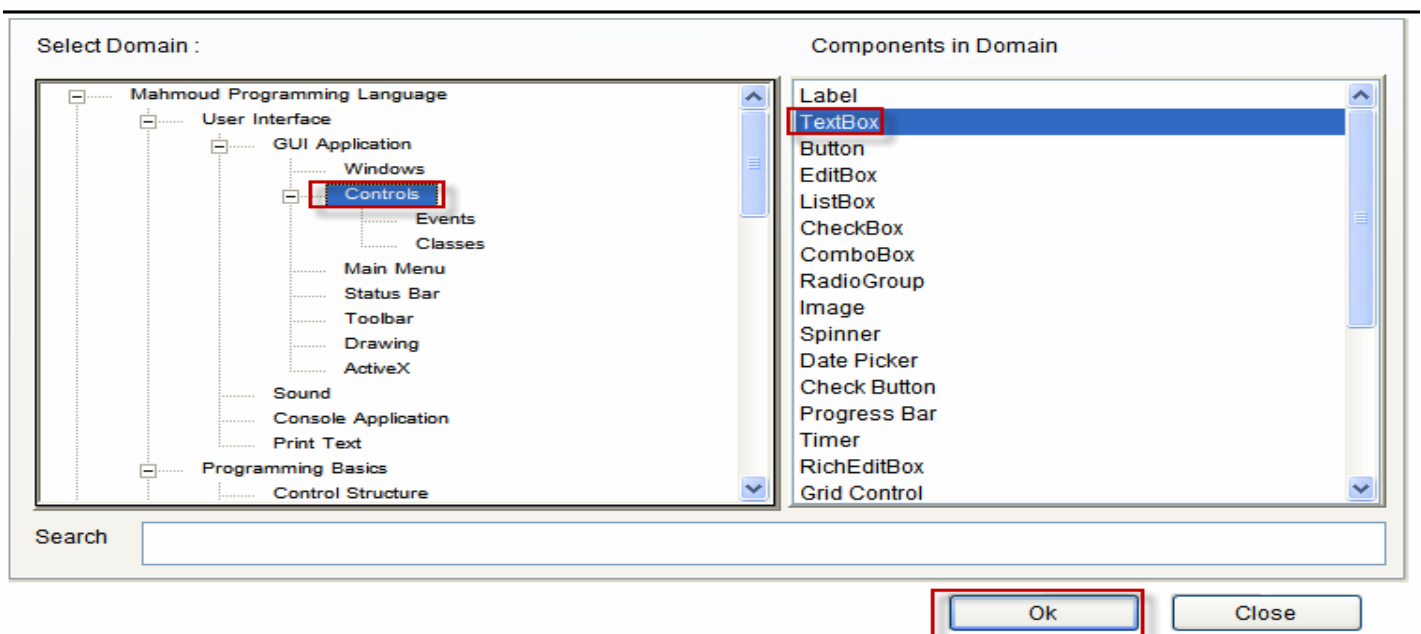 Select Domain :
Components in Domain
Mahmoud Programming Language
User Interface
GUI Application
Windows
Controls
Events
Classes
Main Menu
Status Bar
Toolbar
Drawing
ActiveX
Sound
Console Application
Print Text
Programming Basics
Control Structure
Label
TextBox
Button
EditBox
ListBox
CheckBox
ComboBox
RadioGroup
Image
Spinner
Date Picker
Check Button
Progress Bar
Timer
RichEditBox
Grid Control
Search
Ok
Close